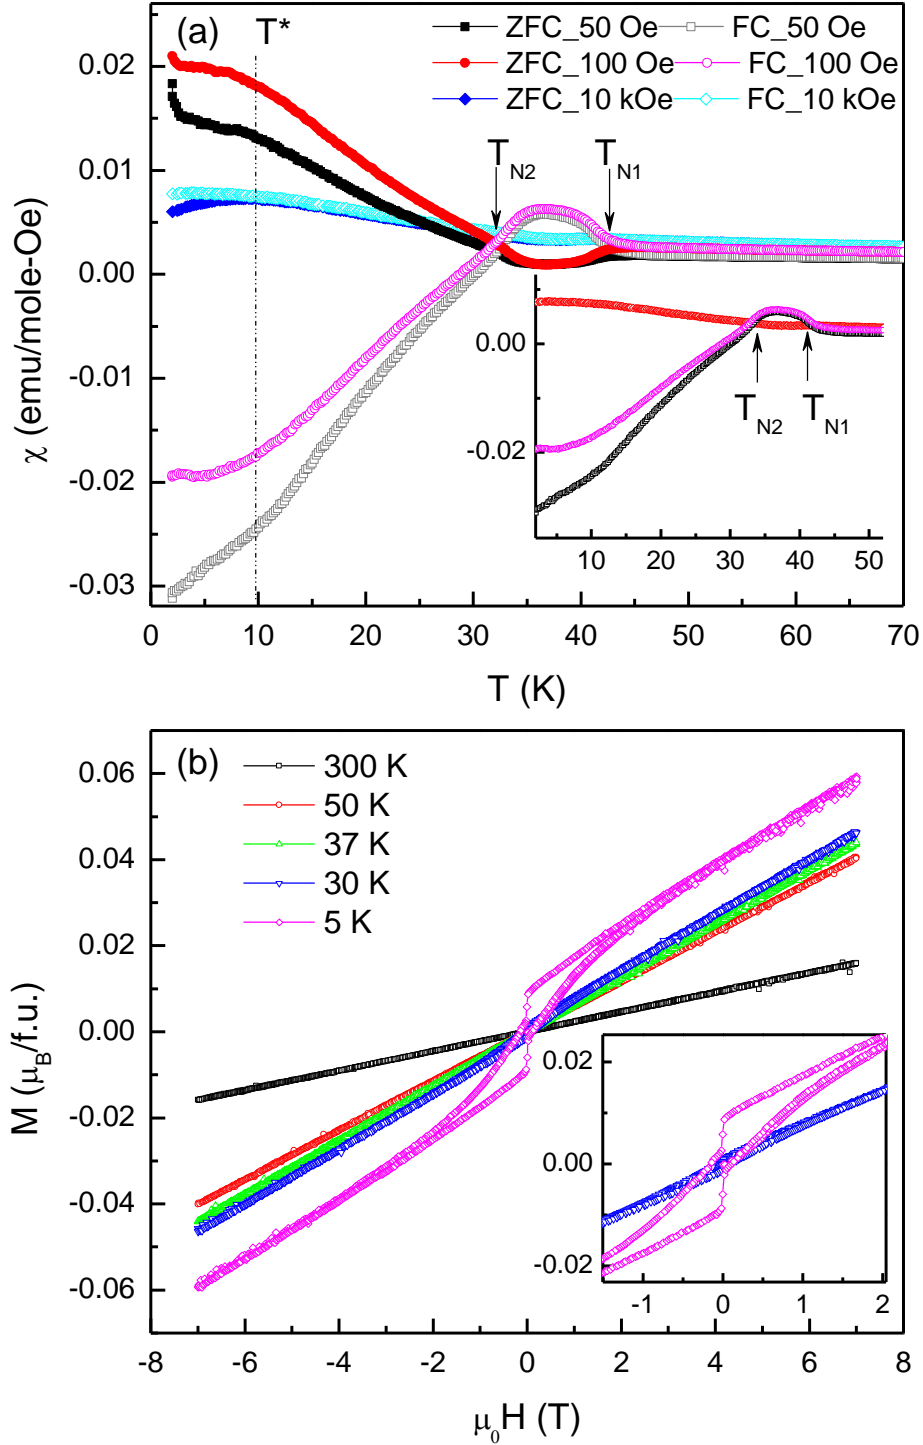 (a) T*
ZFC_50 Oe FC_50 Oe
ZFC_100 Oe FC_100 Oe
ZFC_10 kOe FC_10 kOe
T_N2 T_N1
χ (emu/mole-Oe)
0.02
0.01
0.00
-0.01
-0.02
-0.03
0 10 20 30 40 50 60 70
T (K)
0.00
-0.02
T_N2 T_N1
10 20 30 40 50
(b)
300 K
50 K
37 K
30 K
5 K
M (μ_B/f.u.)
0.06
0.04
0.02
0.00
-0.02
-0.04
-0.06
-8 -6 -4 -2 0 2 4 6 8
μ₀H (T)
0.02
0.00
-0.02
-1 0 1 2